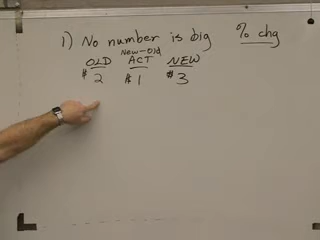 1) No number is big % chg
New-Old
OLD ACT NEW
$2 $1 $3